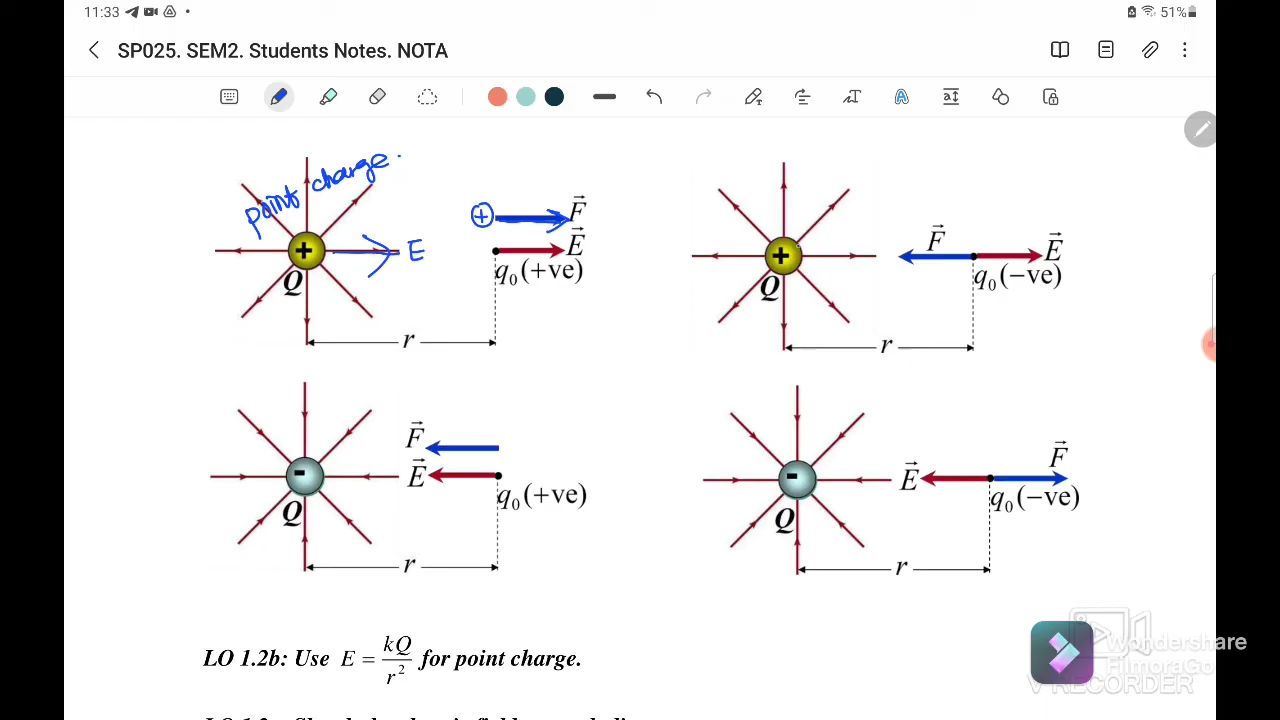 11:33
51%
SP025. SEM2. Students Notes. NOTA
point charge.
+
F
E
+
E
Q
q₀(+ve)
r
F
E
+
Q
q₀(−ve)
r
F
E
-
Q
q₀(+ve)
r
F
E
-
Q
q₀(−ve)
r
LO 1.2b: Use E = kQ/r² for point charge.
Wondershare
FilmoraGo
V RECORDER